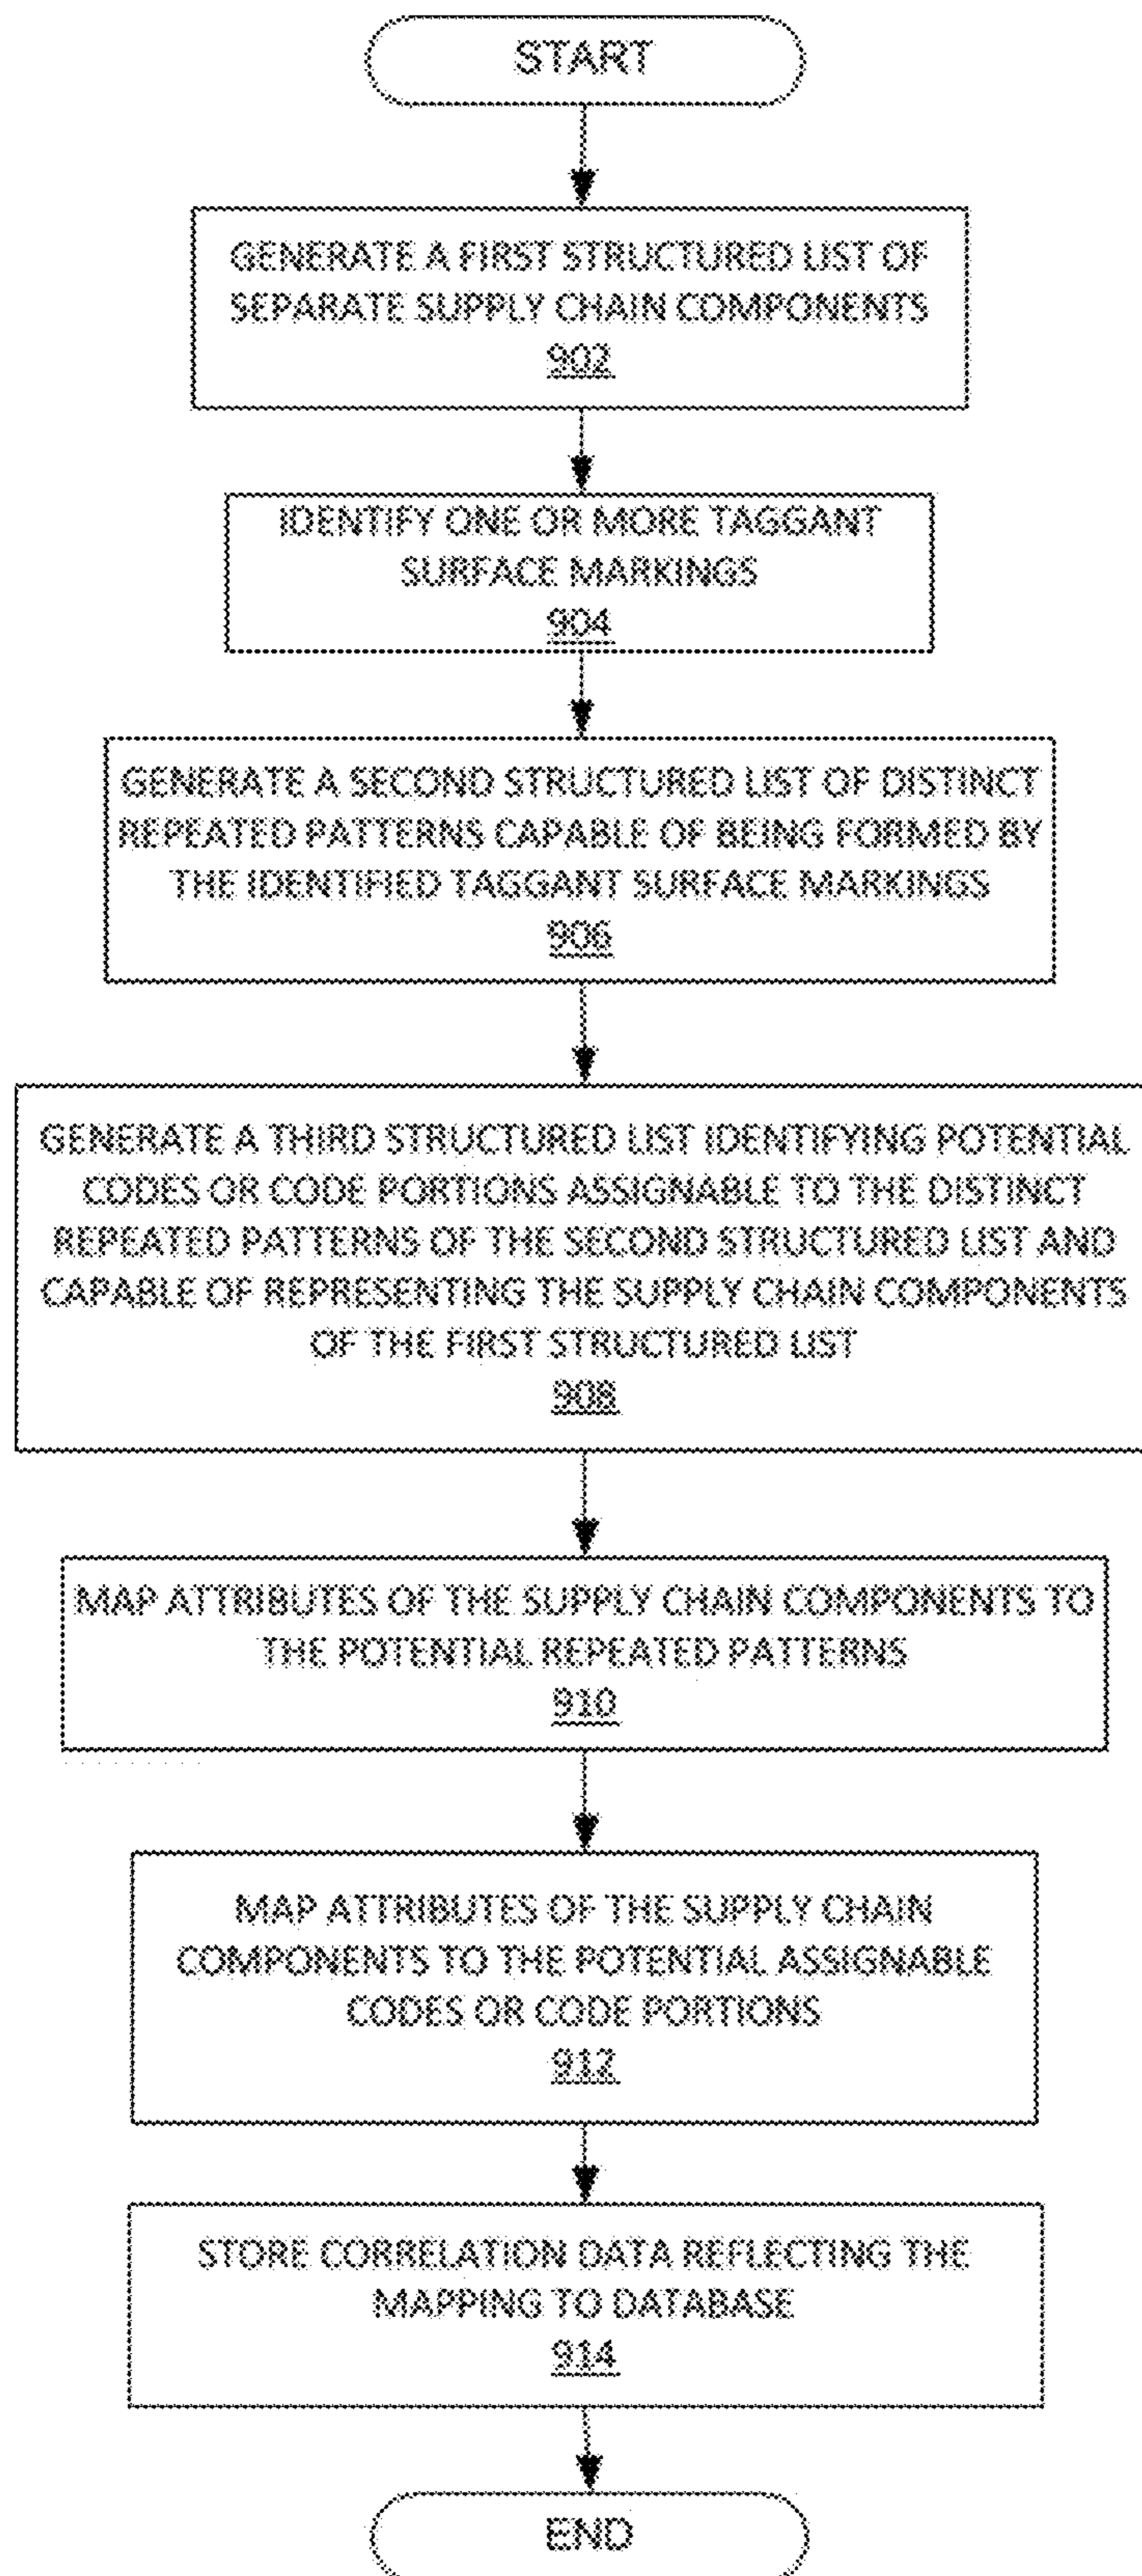 START
GENERATE A FIRST STRUCTURED LIST OF
SEPARATE SUPPLY CHAIN COMPONENTS
902
IDENTIFY ONE OR MORE TAGGANT
SURFACE MARKINGS
904
GENERATE A SECOND STRUCTURED LIST OF DISTINCT
REPEATED PATTERNS CAPABLE OF BEING FORMED BY
THE IDENTIFIED TAGGANT SURFACE MARKINGS
906
GENERATE A THIRD STRUCTURED LIST IDENTIFYING POTENTIAL
CODES OR CODE PORTIONS ASSIGNABLE TO THE DISTINCT
REPEATED PATTERNS OF THE SECOND STRUCTURED LIST AND
CAPABLE OF REPRESENTING THE SUPPLY CHAIN COMPONENTS
OF THE FIRST STRUCTURED LIST
908
MAP ATTRIBUTES OF THE SUPPLY CHAIN COMPONENTS TO
THE POTENTIAL REPEATED PATTERNS
910
MAP ATTRIBUTES OF THE SUPPLY CHAIN
COMPONENTS TO THE POTENTIAL ASSIGNABLE
CODES OR CODE PORTIONS
912
STORE CORRELATION DATA REFLECTING THE
MAPPING TO DATABASE
914
END